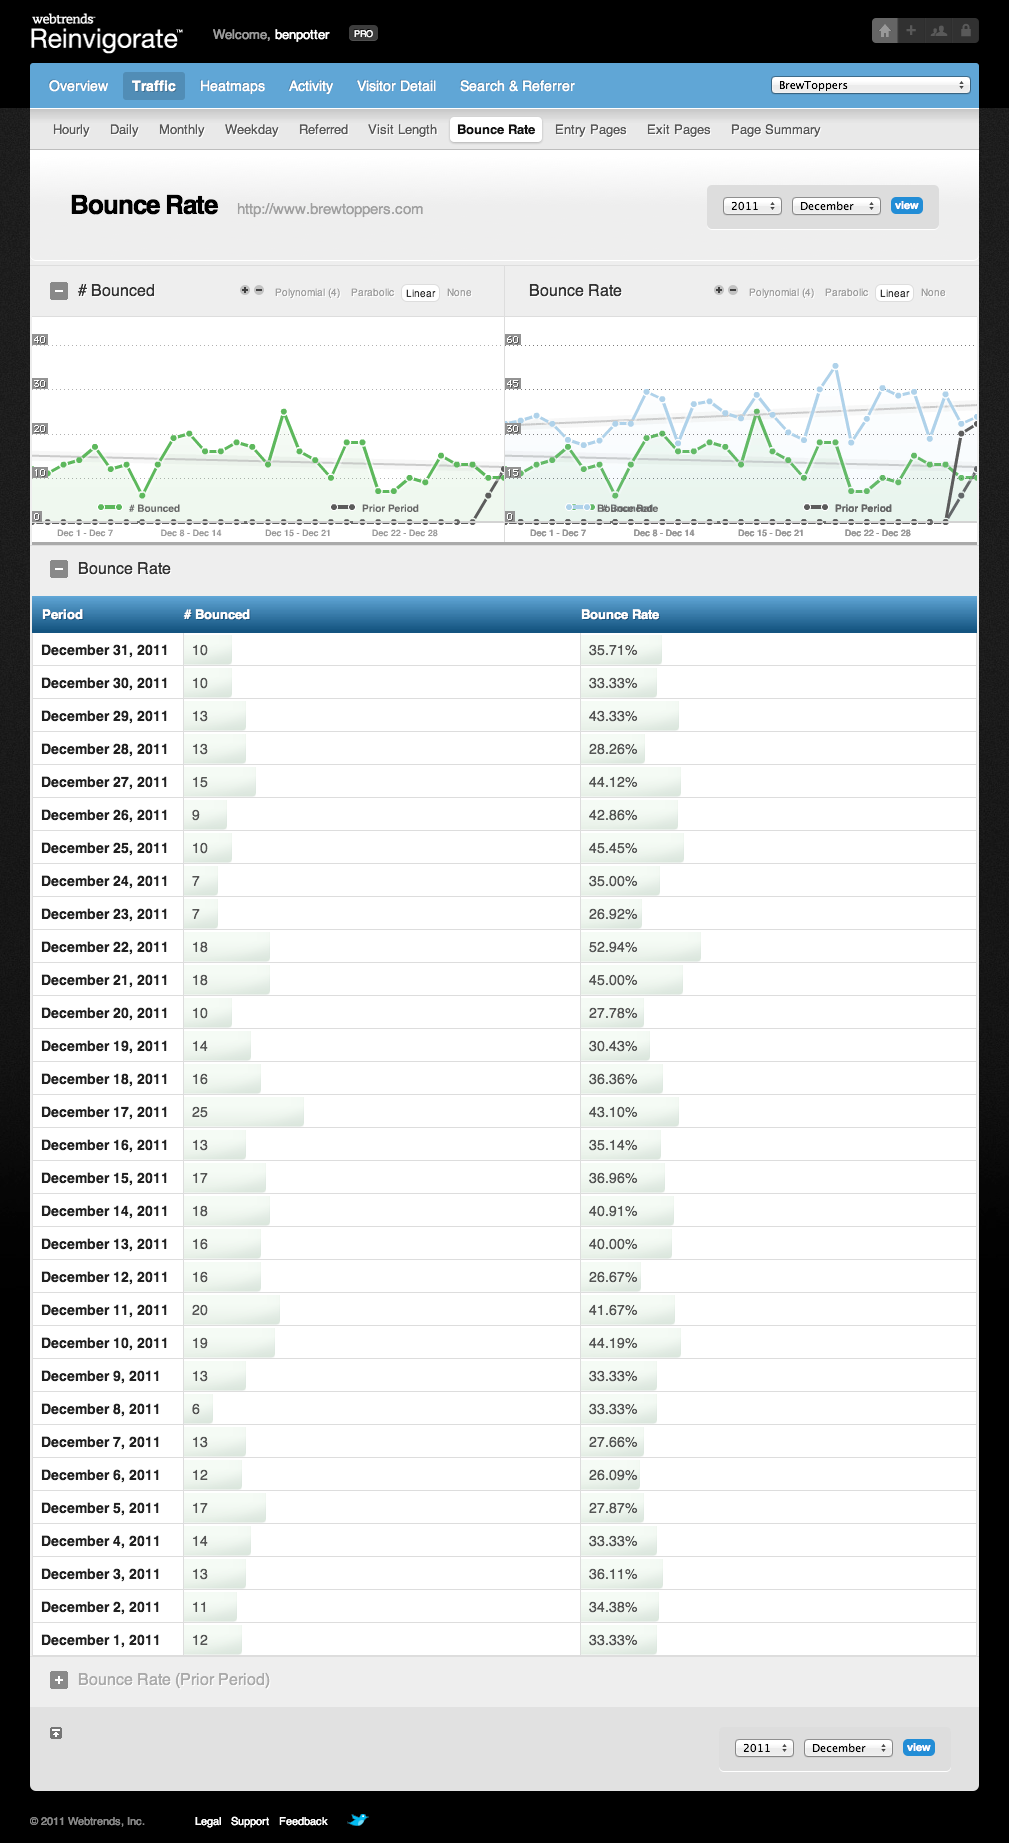 webtrends
Reinvigorate™
Welcome, benpotter PRO
Overview Traffic Heatmaps Activity Visitor Detail Search & Referrer BrewToppers
Hourly Daily Monthly Weekday Referred Visit Length Bounce Rate Entry Pages Exit Pages Page Summary
Bounce Rate http://www.brewtoppers.com 2011 December view
# Bounced Polynomial (4) Parabolic Linear None
40
30
20
10
0
# Bounced Prior Period
Dec 1 - Dec 7 Dec 8 - Dec 14 Dec 15 - Dec 21 Dec 22 - Dec 28
Bounce Rate Polynomial (4) Parabolic Linear None
60
45
30
15
0
Prior Period
Dec 1 - Dec 7 Dec 8 - Dec 14 Dec 15 - Dec 21 Dec 22 - Dec 28
Bounce Rate
Period # Bounced Bounce Rate
December 31, 2011 10 35.71%
December 30, 2011 10 33.33%
December 29, 2011 13 43.33%
December 28, 2011 13 28.26%
December 27, 2011 15 44.12%
December 26, 2011 9 42.86%
December 25, 2011 10 45.45%
December 24, 2011 7 35.00%
December 23, 2011 7 26.92%
December 22, 2011 18 52.94%
December 21, 2011 18 45.00%
December 20, 2011 10 27.78%
December 19, 2011 14 30.43%
December 18, 2011 16 36.36%
December 17, 2011 25 43.10%
December 16, 2011 13 35.14%
December 15, 2011 17 36.96%
December 14, 2011 18 40.91%
December 13, 2011 16 40.00%
December 12, 2011 16 26.67%
December 11, 2011 20 41.67%
December 10, 2011 19 44.19%
December 9, 2011 13 33.33%
December 8, 2011 6 33.33%
December 7, 2011 13 27.66%
December 6, 2011 12 26.09%
December 5, 2011 17 27.87%
December 4, 2011 14 33.33%
December 3, 2011 13 36.11%
December 2, 2011 11 34.38%
December 1, 2011 12 33.33%
Bounce Rate (Prior Period)
2011 December view
© 2011 Webtrends, Inc. Legal Support Feedback